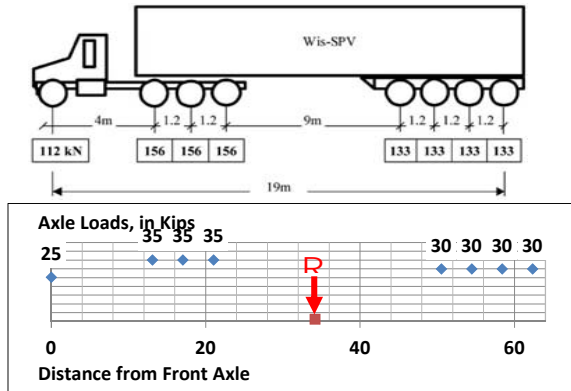 Wis-SPV
4m 1.2 1.2 9m 1.2 1.2 1.2
112 kN 156 156 156 133 133 133 133
19m
Axle Loads, in Kips
25 35 35 35 30 30 30 30
R
0 20 40 60
Distance from Front Axle